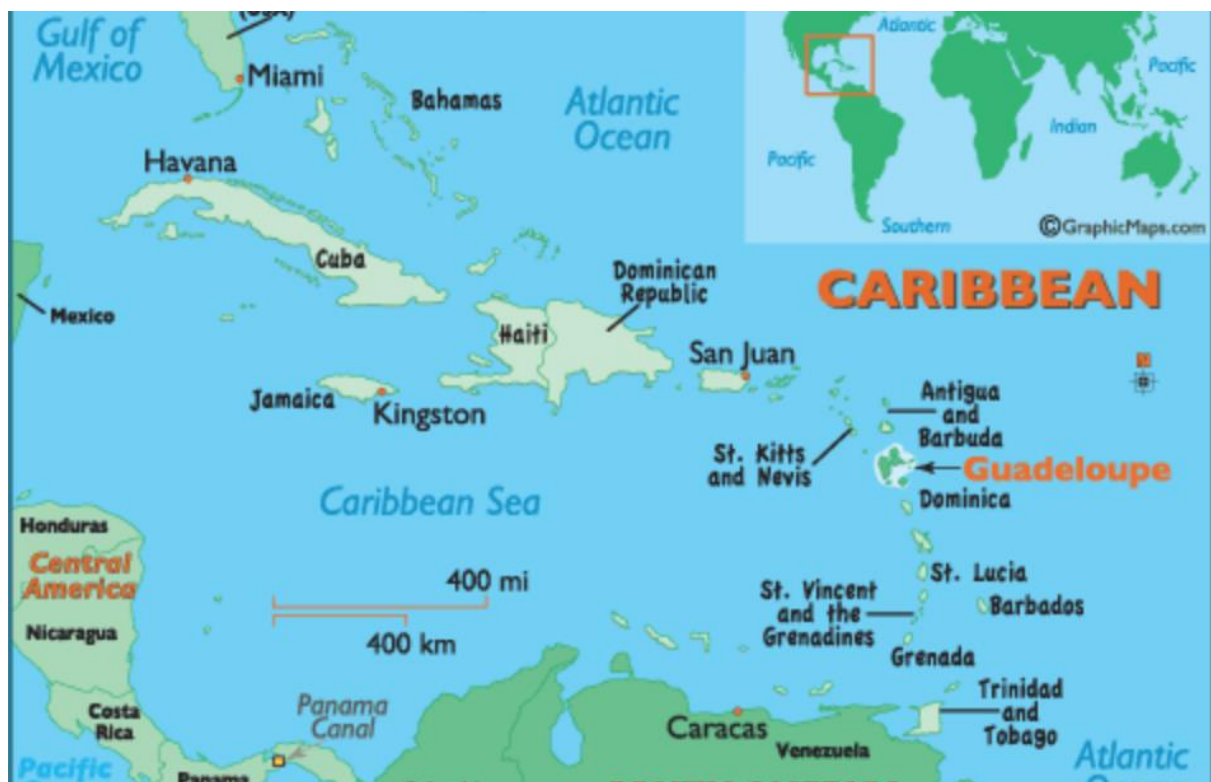 (USA)
Gulf of
Mexico
Miami
Bahamas
Atlantic
Ocean
Atlantic
Pacific
Indian
Pacific
Southern
©GraphicMaps.com
Havana
Cuba
Mexico
Dominican
Republic
CARIBBEAN
Haiti
San Juan
N
Jamaica
Kingston
Antigua
and
Barbuda
St. Kitts
and Nevis
Guadeloupe
Dominica
Caribbean Sea
Honduras
Central
America
Nicaragua
400 mi
400 km
St. Lucia
St. Vincent
and the
Grenadines
Barbados
Grenada
Trinidad
and
Tobago
Costa
Rica
Panama
Canal
Caracas
Venezuela
Pacific
Panama
Atlantic